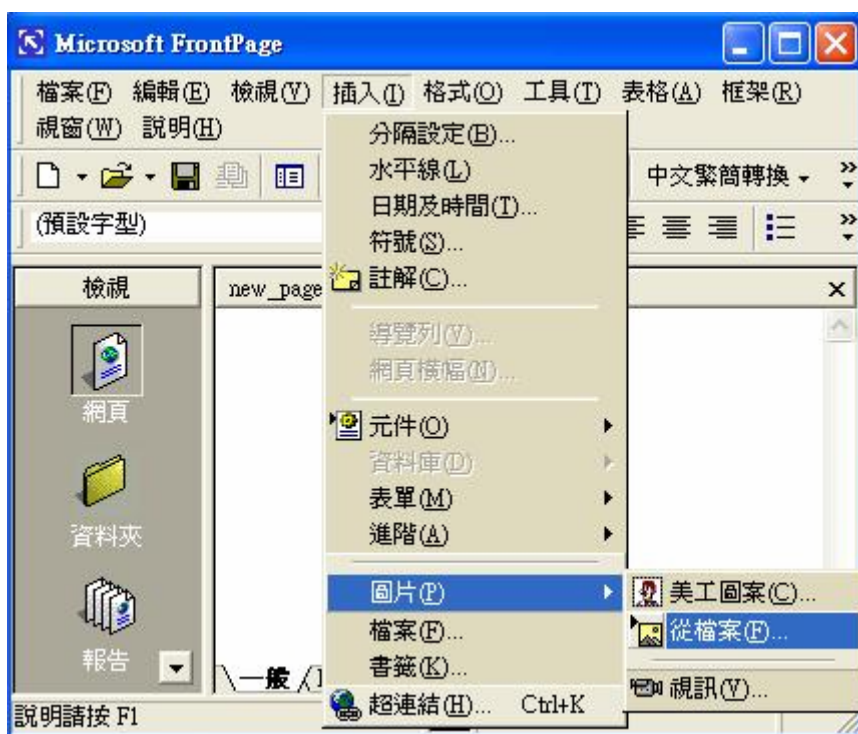 Microsoft FrontPage
檔案(F) 編輯(E) 檢視(V) 插入(I) 格式(O) 工具(T) 表格(A) 框架(R)
視窗(W) 說明(H)
中文繁簡轉換
(預設字型)
檢視
new_page
網頁
資料夾
報告
分隔設定(B)...
水平線(L)
日期及時間(T)...
符號(S)...
註解(C)...
導覽列(V)...
網頁橫幅(N)...
元件(O)
資料庫(D)
表單(M)
進階(A)
圖片(P)
檔案(F)...
書籤(K)...
超連結(H)... Ctrl+K
美工圖案(C)...
從檔案(F)...
視訊(V)...
一般
說明請按 F1